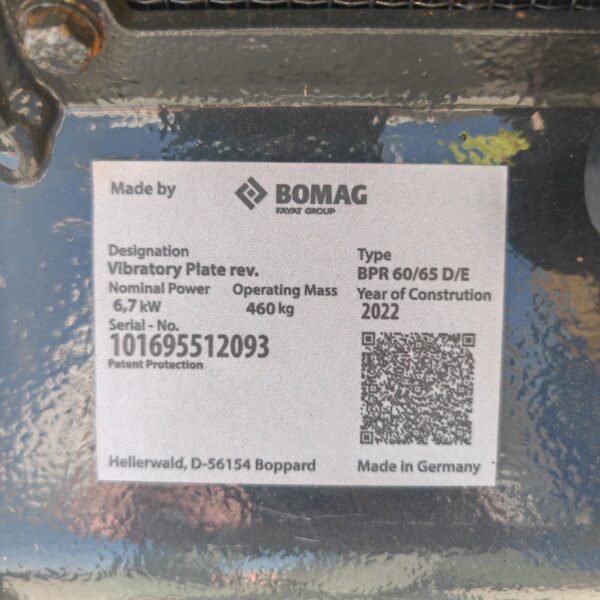 Made by
BOMAG
FAYAT GROUP
Designation
Vibratory Plate rev.
Type
BPR 60/65 D/E
Nominal Power
Operating Mass
Year of Constrution
6,7 kW
460 kg
2022
Serial - No.
101695512093
Patent Protection
Hellerwald, D-56154 Boppard
Made in Germany